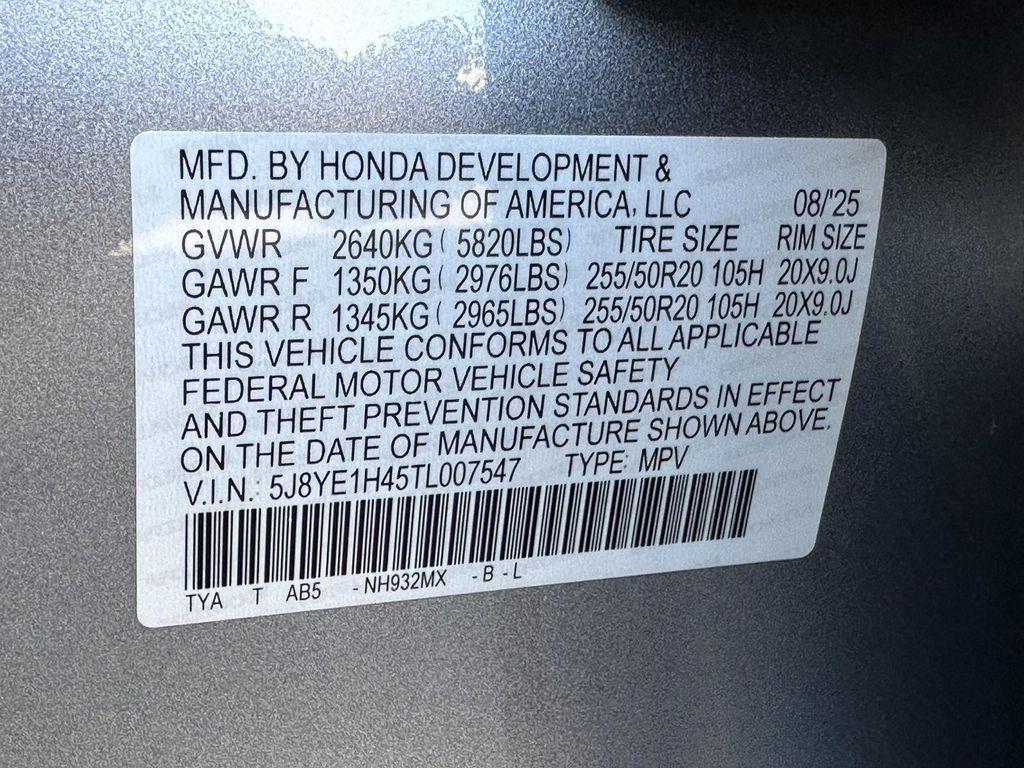 MFD. BY HONDA DEVELOPMENT &
MANUFACTURING OF AMERICA, LLC 08/'25
GVWR 2640KG ( 5820LBS) TIRE SIZE RIM SIZE
GAWR F 1350KG ( 2976LBS) 255/50R20 105H 20X9.0J
GAWR R 1345KG ( 2965LBS) 255/50R20 105H 20X9.0J
THIS VEHICLE CONFORMS TO ALL APPLICABLE
FEDERAL MOTOR VEHICLE SAFETY
AND THEFT PREVENTION STANDARDS IN EFFECT
ON THE DATE OF MANUFACTURE SHOWN ABOVE.
V.I.N.: 5J8YE1H45TL007547 TYPE: MPV
TYA T AB5 -NH932MX -B -L